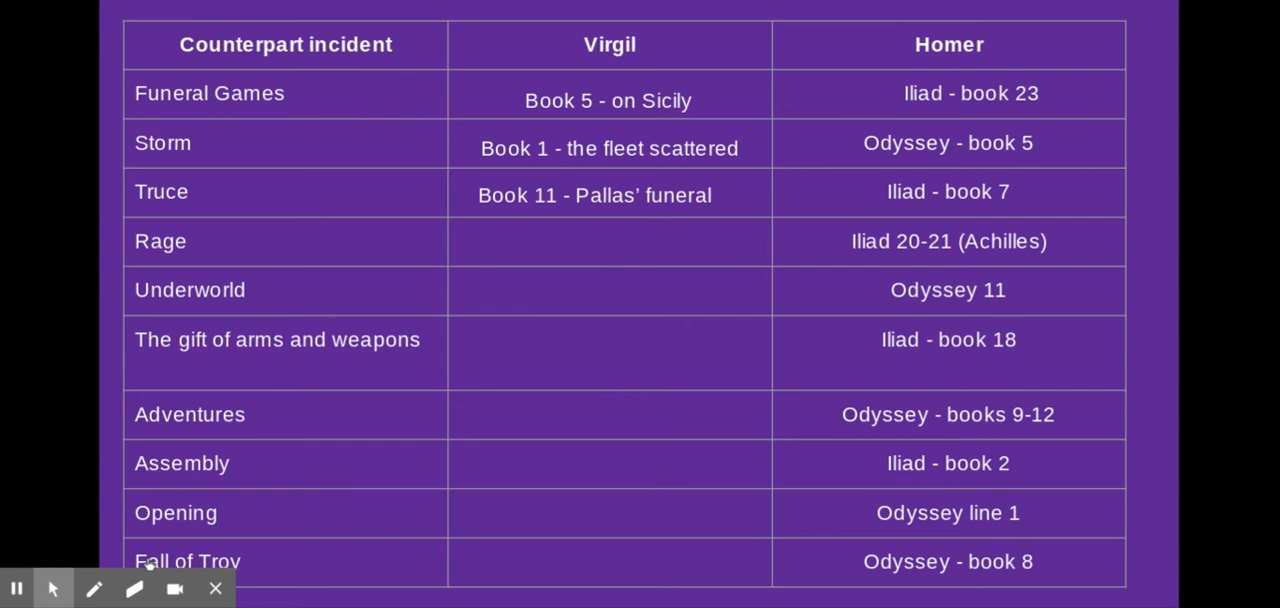 Counterpart incident Virgil Homer
Funeral Games Book 5 - on Sicily Iliad - book 23
Storm Book 1 - the fleet scattered Odyssey - book 5
Truce Book 11 - Pallas’ funeral Iliad - book 7
Rage Iliad 20-21 (Achilles)
Underworld Odyssey 11
The gift of arms and weapons Iliad - book 18
Adventures Odyssey - books 9-12
Assembly Iliad - book 2
Opening Odyssey line 1
Fall of Troy Odyssey - book 8